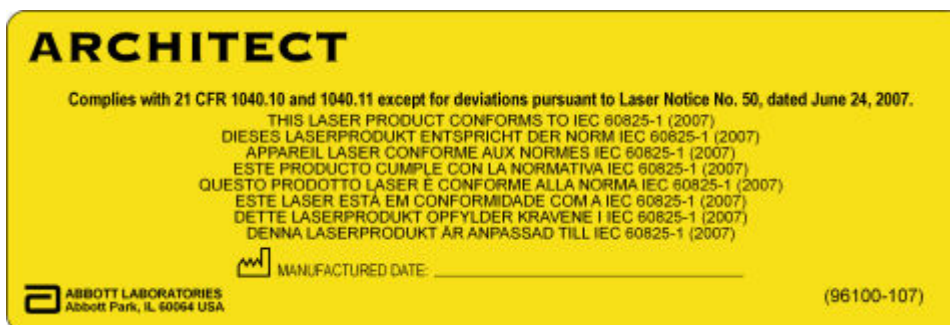 ARCHITECT
Complies with 21 CFR 1040.10 and 1040.11 except for deviations pursuant to Laser Notice No. 50, dated June 24, 2007.
THIS LASER PRODUCT CONFORMS TO IEC 60825-1 (2007)
DIESES LASERPRODUKT ENTSPRICHT DER NORM IEC 60825-1 (2007)
APPAREIL LASER CONFORME AUX NORMES IEC 60825-1 (2007)
ESTE PRODUCTO CUMPLE CON LA NORMATIVA IEC 60825-1 (2007)
QUESTO PRODOTTO LASER È CONFORME ALLA NORMA IEC 60825-1 (2007)
ESTE LASER ESTÁ EM CONFORMIDADE COM A IEC 60825-1 (2007)
DETTE LASERPRODUKT OPFYLDER KRAVENE I IEC 60825-1 (2007)
DENNA LASERPRODUKT ÄR ANPASSAD TILL IEC 60825-1 (2007)
MANUFACTURED DATE:
ABBOTT LABORATORIES
Abbott Park, IL 60064 USA
(96100-107)